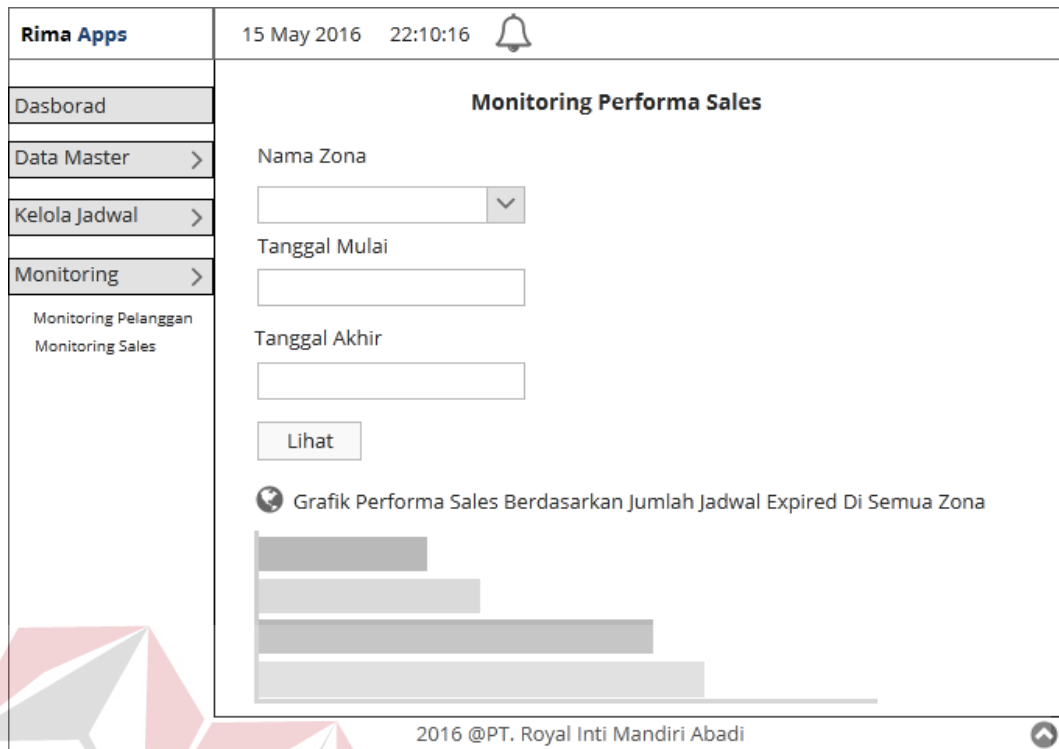 Rima Apps
15 May 2016 22:10:16
Dasborad
Data Master
Kelola Jadwal
Monitoring
Monitoring Pelanggan
Monitoring Sales
Monitoring Performa Sales
Nama Zona
Tanggal Mulai
Tanggal Akhir
Lihat
Grafik Performa Sales Berdasarkan Jumlah Jadwal Expired Di Semua Zona
2016 @PT. Royal Inti Mandiri Abadi